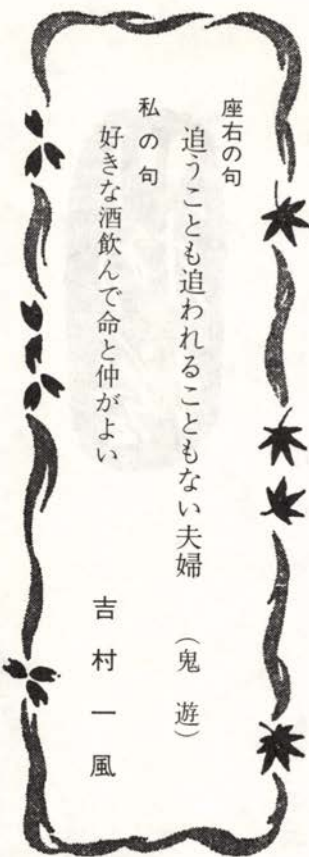 座右の句
追うことも追われることもない夫婦 （鬼遊）
私の句
好きな酒飲んで命と仲がよい
吉村一風